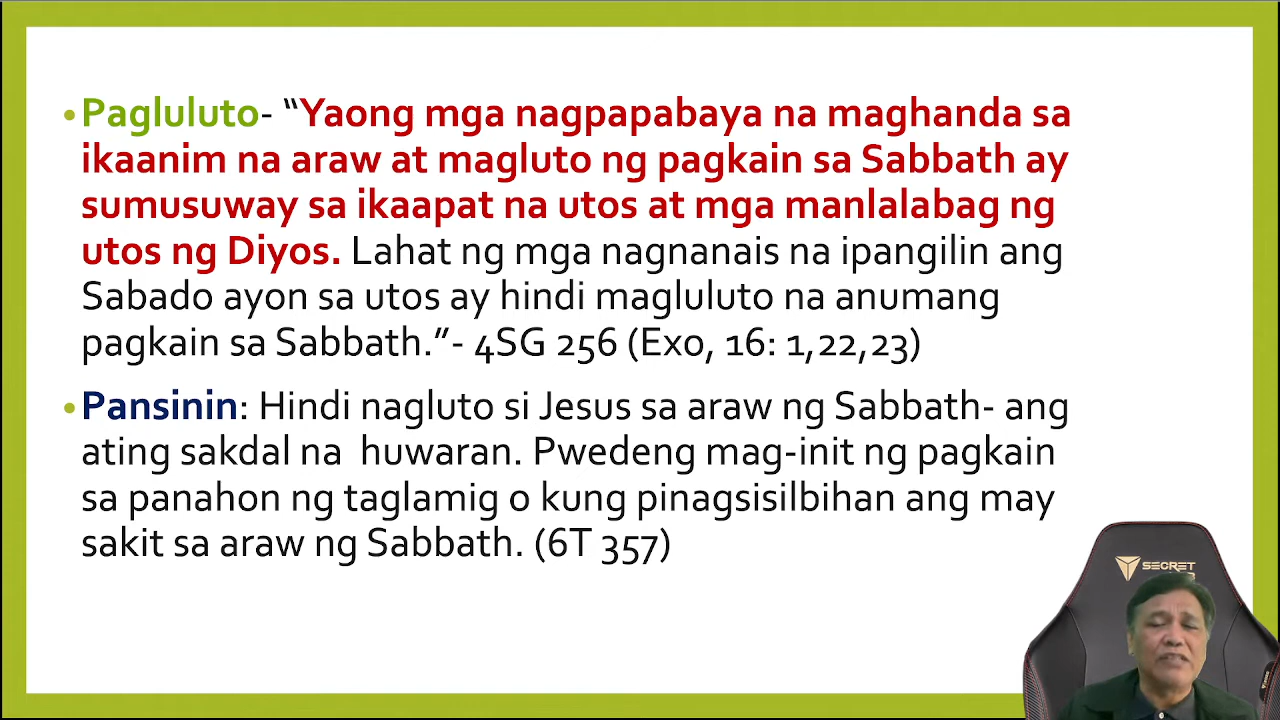 •Pagluluto- “Yaong mga nagpapabaya na maghanda sa
ikaanim na araw at magluto ng pagkain sa Sabbath ay
sumusuway sa ikaapat na utos at mga manlalabag ng
utos ng Diyos. Lahat ng mga nagnanais na ipangilin ang
Sabado ayon sa utos ay hindi magluluto na anumang
pagkain sa Sabbath.”- 4SG 256 (Exo, 16: 1,22,23)
•Pansinin: Hindi nagluto si Jesus sa araw ng Sabbath- ang
ating sakdal na  huwaran. Pwedeng mag-init ng pagkain
sa panahon ng taglamig o kung pinagsisilbihan ang may
sakit sa araw ng Sabbath. (6T 357)
SECRET